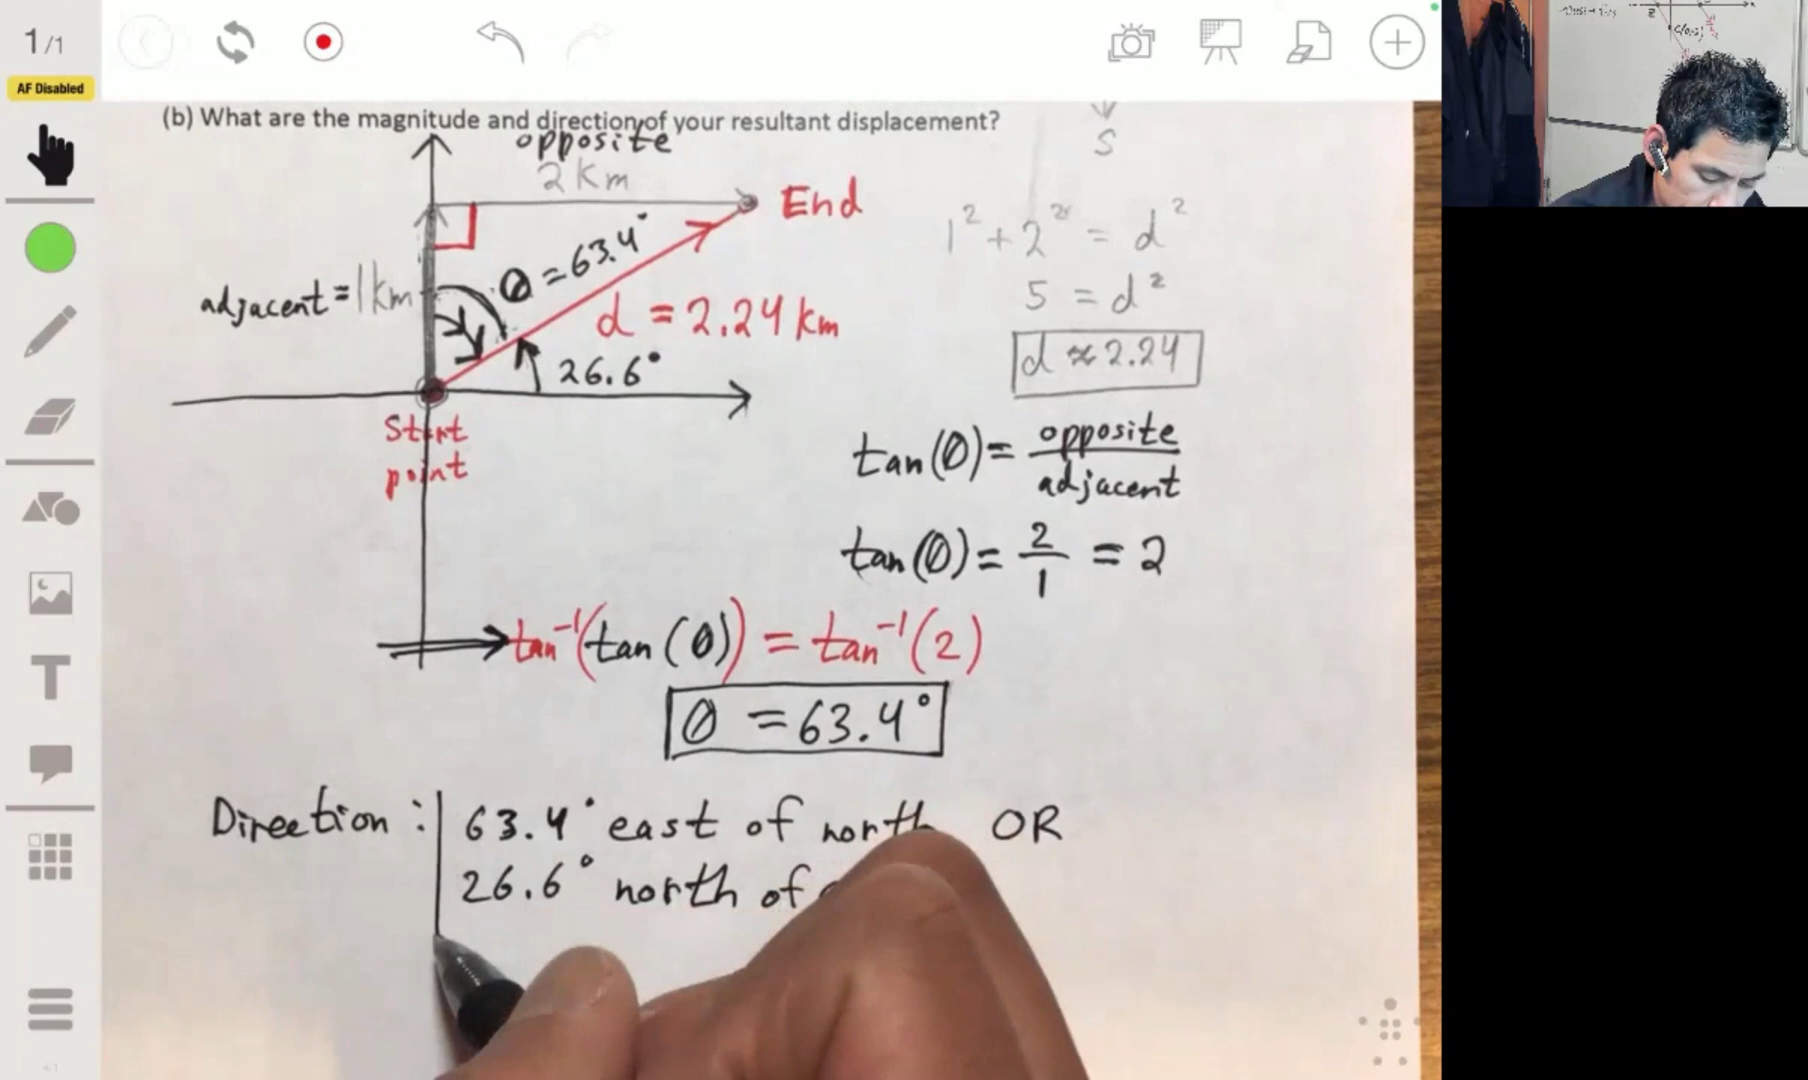 1/1
AF Disabled
(b) What are the magnitude and direction of your resultant displacement?
opposite
2 km
S
End
1² + 2² = d²
θ = 63.4°
adjacent = 1 km
5 = d²
d = 2.24 km
d ≈ 2.24
26.6°
Start
point
tan(θ) = opposite / adjacent
tan(θ) = 2/1 = 2
tan⁻¹(tan(θ)) = tan⁻¹(2)
θ = 63.4°
Direction : 63.4° east of north OR
26.6° north of
T